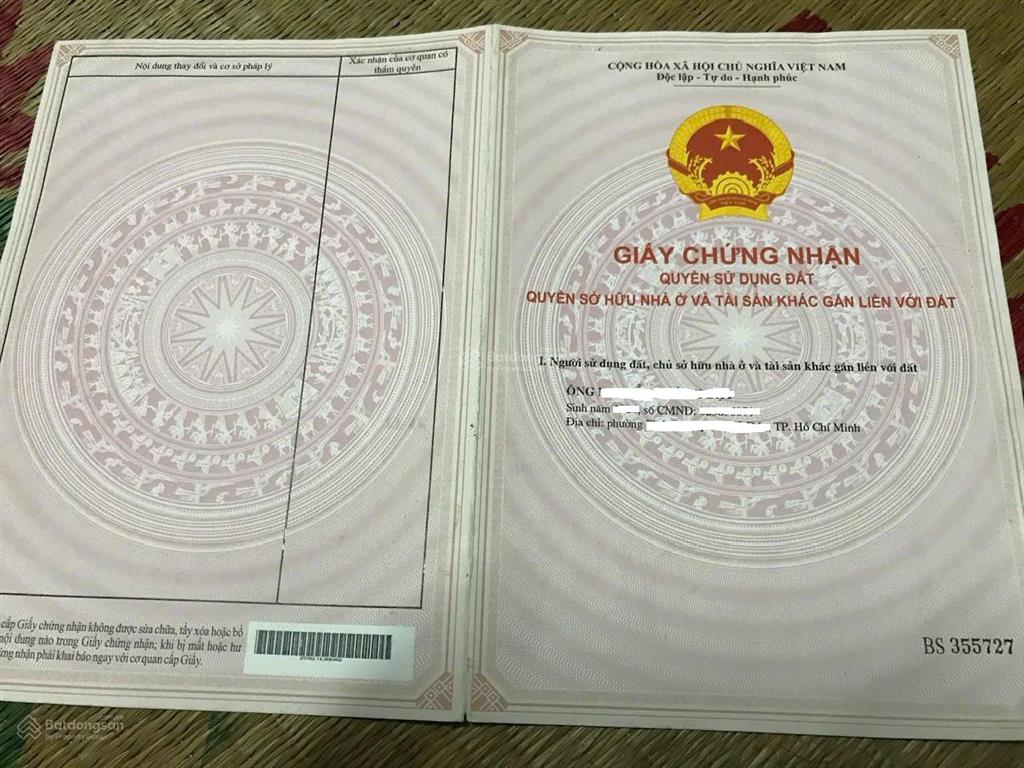 Nội dung thay đổi và cơ sở pháp lý
Xác nhận của cơ quan có
thẩm quyền
cấp Giấy chứng nhận không được sửa chữa, tẩy xóa hoặc bổ
nội dung nào trong Giấy chứng nhận; khi bị mất hoặc hư
ứng nhận phải khai báo ngay với cơ quan cấp Giấy.
CỘNG HÒA XÃ HỘI CHỦ NGHĨA VIỆT NAM
Độc lập - Tự do - Hạnh phúc
GIẤY CHỨNG NHẬN
QUYỀN SỬ DỤNG ĐẤT
QUYỀN SỞ HỮU NHÀ Ở VÀ TÀI SẢN KHÁC GẮN LIỀN VỚI ĐẤT
I. Người sử dụng đất, chủ sở hữu nhà ở và tài sản khác gắn liền với đất
ÔNG
Sinh năm , số CMND:
Địa chỉ: phường TP. Hồ Chí Minh
BS 355727
Batdongsan
by PropertyGuru